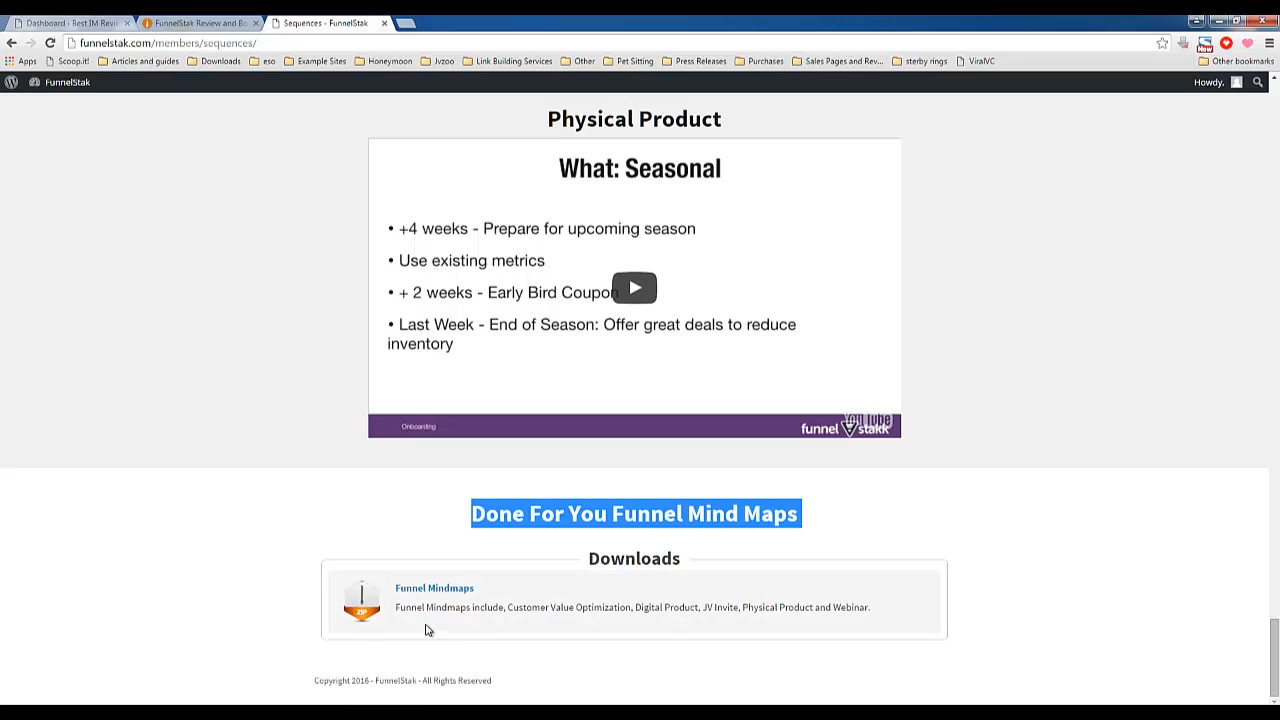 Dashboard ‹ Best IM Revi
FunnelStak Review and Bo
Sequences - FunnelStak
funnelstak.com/members/sequences/
Apps
Scoop.it!
Articles and guides
Downloads
eso
Example Sites
Honeymoon
Jvzoo
Link Building Services
Other
Pet Sitting
Press Releases
Purchases
Sales Pages and Rev...
sterby rings
ViralVC
Other bookmarks
New
FunnelStak
Howdy,
Physical Product
What: Seasonal
• +4 weeks - Prepare for upcoming season
• Use existing metrics
• + 2 weeks - Early Bird Coupon
• Last Week - End of Season: Offer great deals to reduce
inventory
YouTube
Onboarding
funnel stakk
Done For You Funnel Mind Maps
Downloads
ZIP
Funnel Mindmaps
Funnel Mindmaps include, Customer Value Optimization, Digital Product, JV Invite, Physical Product and Webinar.
Copyright 2016 - FunnelStak - All Rights Reserved